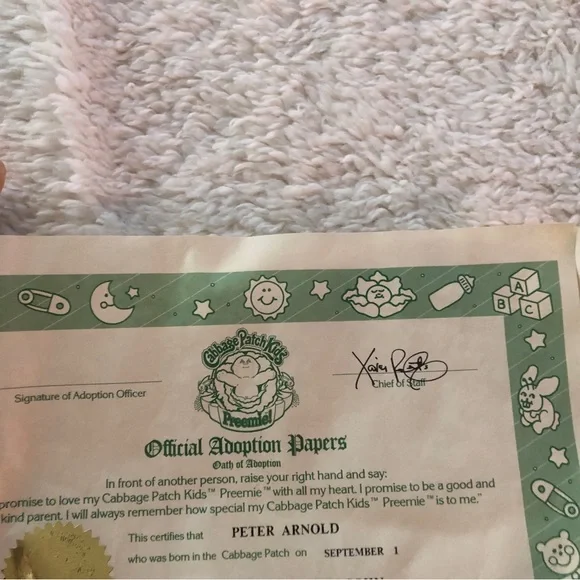 A
B C
Cabbage Patch Kids™
Preemie!
Signature of Adoption Officer
Chief of Staff
Official Adoption Papers
Oath of Adoption
In front of another person, raise your right hand and say:
promise to love my Cabbage Patch Kids™ Preemie™ with all my heart. I promise to be a good and
kind parent. I will always remember how special my Cabbage Patch Kids™ Preemie™ is to me."
This certifies that PETER ARNOLD
who was born in the Cabbage Patch on SEPTEMBER 1